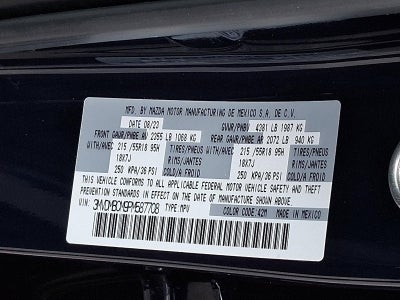 MFD. BY MAZDA MOTOR MANUFACTURING DE MEXICO S.A. DE C.V.
DATE 08/23 GVWR/PNBV 4381 LB 1987 KG
FRONT GAWR/PNBE AV 2355 LB 1068 KG REAR GAWR/PNBE AR 2072 LB 940 KG
WITH/AVEC 215 /55R18 95H TIRES/PNEUS WITH/AVEC 215 /55R18 95H TIRES/PNEUS
18X7J RIMS/JANTES 18X7J RIMS/JANTES
250 KPA/36 PSI COLD/A FROID 250 KPA/36 PSI COLD/A FROID
THIS VEHICLE CONFORMS TO ALL APPLICABLE FEDERAL MOTOR VEHICLE SAFETY AND THEFT
PREVENTION STANDARDS IN EFFECT ON THE DATE OF MANUFACTURE SHOWN ABOVE.
VIN: TYPE:MPV COLOR CODE:42M MADE IN MEXICO